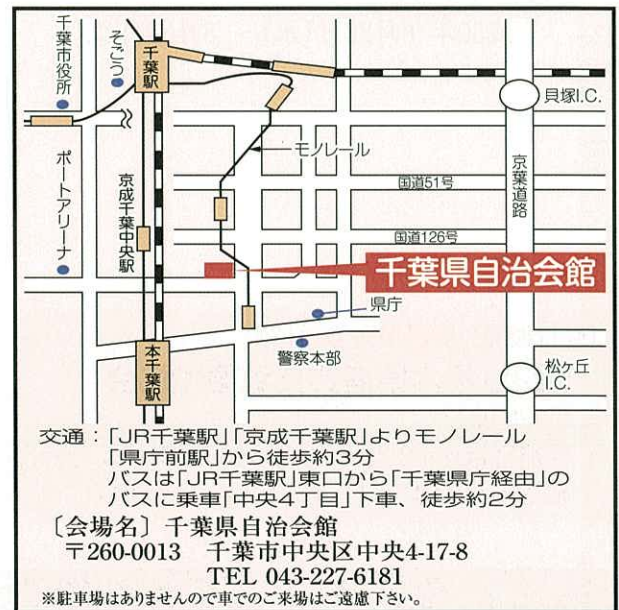 千葉市役所
そごう
千葉駅
貝塚I.C.
モノレール
ポートアリーナ
京成千葉中央駅
国道51号
京葉道路
国道126号
千葉県自治会館
県庁
警察本部
本千葉駅
松ヶ丘
I.C.
交通：「JR千葉駅」「京成千葉駅」よりモノレール
「県庁前駅」から徒歩約3分
バスは「JR千葉駅」東口から「千葉県庁経由」の
バスに乗車「中央4丁目」下車、徒歩約2分
〔会場名〕千葉県自治会館
〒260-0013　千葉市中央区中央4-17-8
TEL 043-227-6181
※駐車場はありませんので車でのご来場はご遠慮下さい。